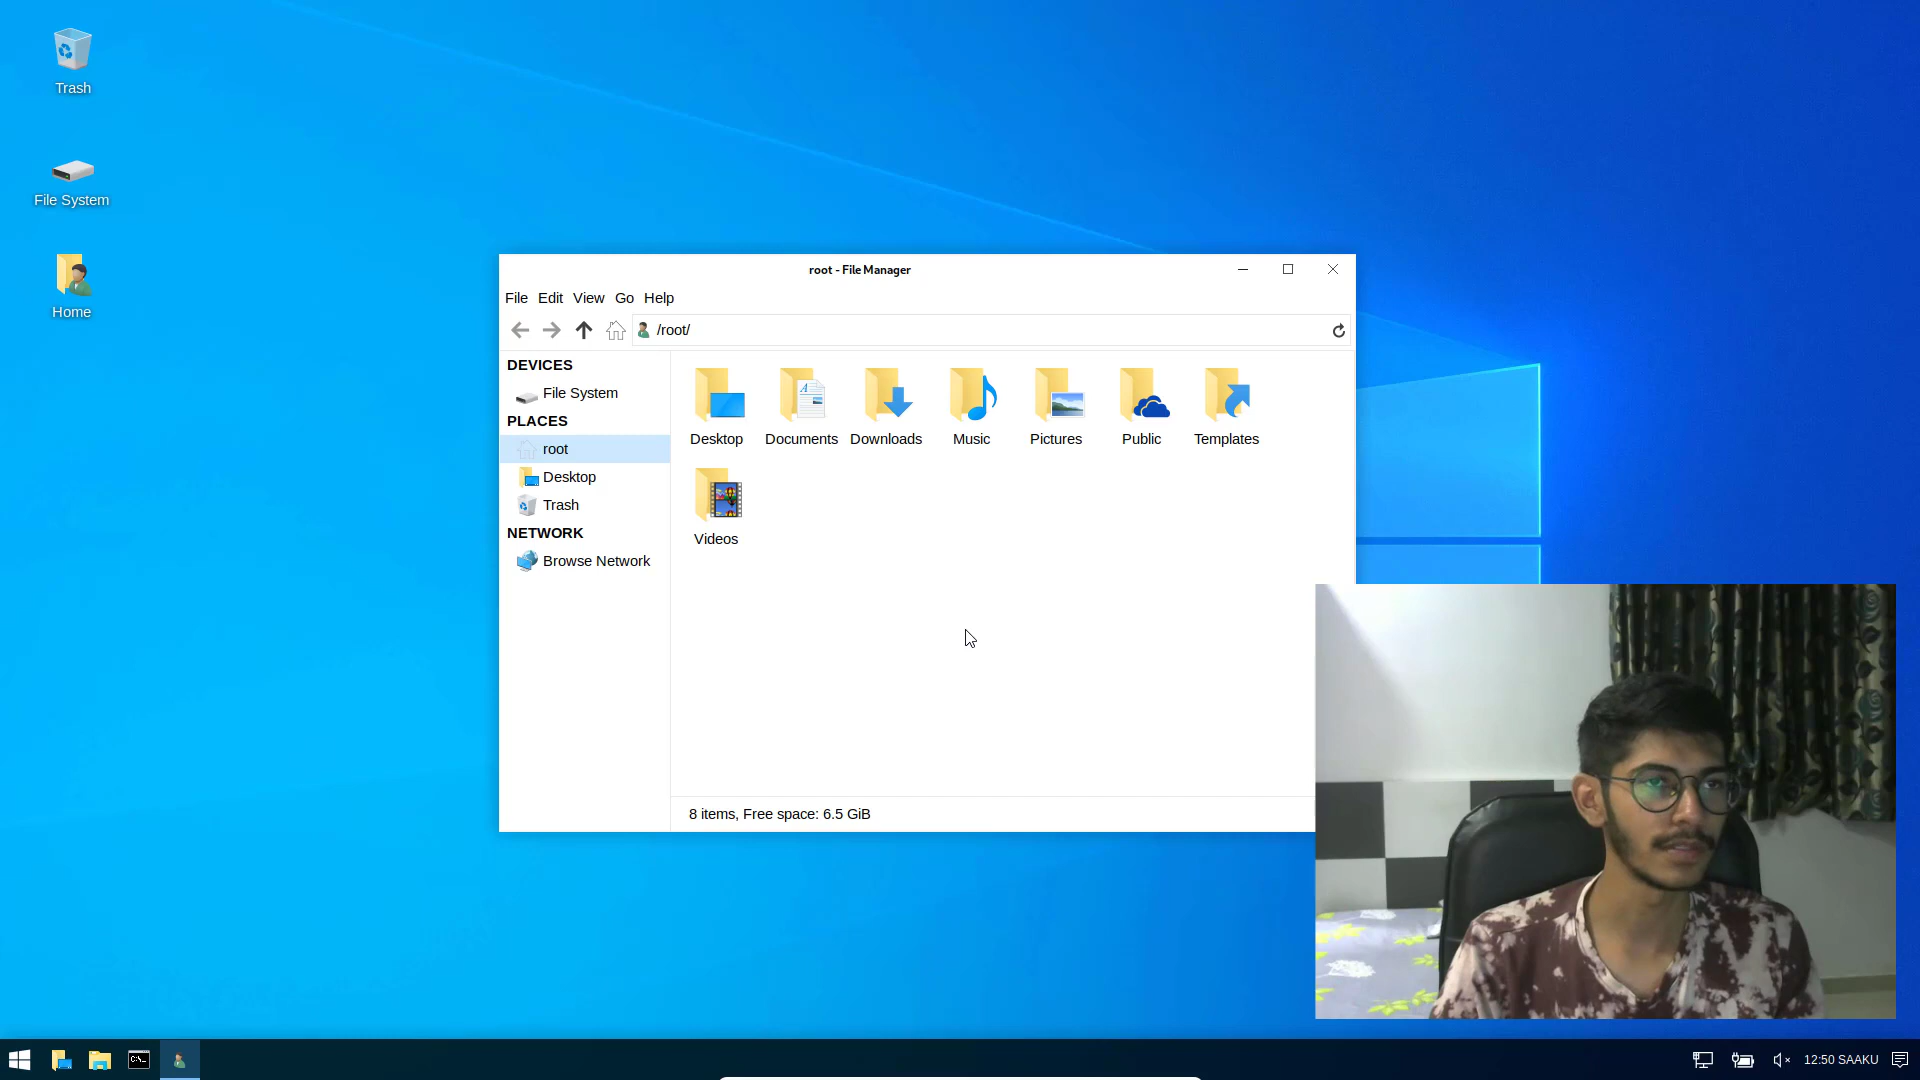 Trash
File System
Home
root - File Manager
File Edit View Go Help
/root/
DEVICES
File System
PLACES
root
Desktop
Trash
NETWORK
Browse Network
Desktop Documents Downloads Music Pictures Public Templates
Videos
8 items, Free space: 6.5 GiB
12:50 SAAKU